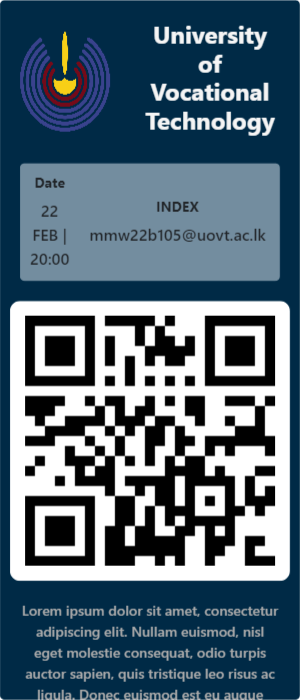 University
of
Vocational
Technology
Date
22
FEB |
20:00
INDEX
mmw22b105@uovt.ac.lk
Lorem ipsum dolor sit amet, consectetur
adipiscing elit. Nullam euismod, nisl
eget molestie consequat, odio turpis
auctor sapien, quis tristique leo risus ac
ligula. Donec euismod est eu augue